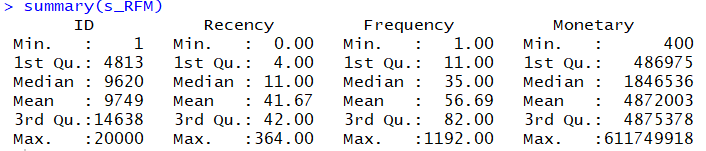 > summary(s_RFM)
       ID           Recency         Frequency          Monetary
 Min.   :    1   Min.   :  0.00   Min.   :   1.00   Min.   :      400
 1st Qu.: 4813   1st Qu.:  4.00   1st Qu.:  11.00   1st Qu.:   486975
 Median : 9620   Median : 11.00   Median :  35.00   Median :  1846536
 Mean   : 9749   Mean   : 41.67   Mean   :  56.69   Mean   :  4872003
 3rd Qu.:14638   3rd Qu.: 42.00   3rd Qu.:  82.00   3rd Qu.:  4875378
 Max.   :20000   Max.   :364.00   Max.   :1192.00   Max.   :611749918